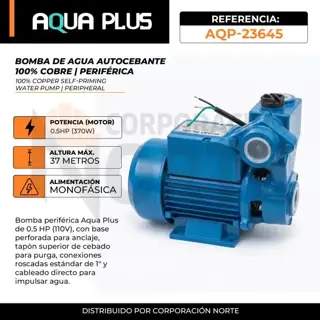 AQUA PLUS
REFERENCIA:
AQP-23645
BOMBA DE AGUA AUTOCEBANTE
100% COBRE | PERIFÉRICA
100% COPPER SELF-PRIMING
WATER PUMP | PERIPHERAL
POTENCIA (MOTOR)
0.5HP (370W)
ALTURA MÁX.
37 METROS
ALIMENTACIÓN
MONOFÁSICA
Bomba periférica Aqua Plus
de 0.5 HP (110V), con base
perforada para anclaje,
tapón superior de cebado
para purga, conexiones
roscadas estándar de 1" y
cableado directo para
impulsar agua.
DISTRIBUIDO POR CORPORACIÓN NORTE